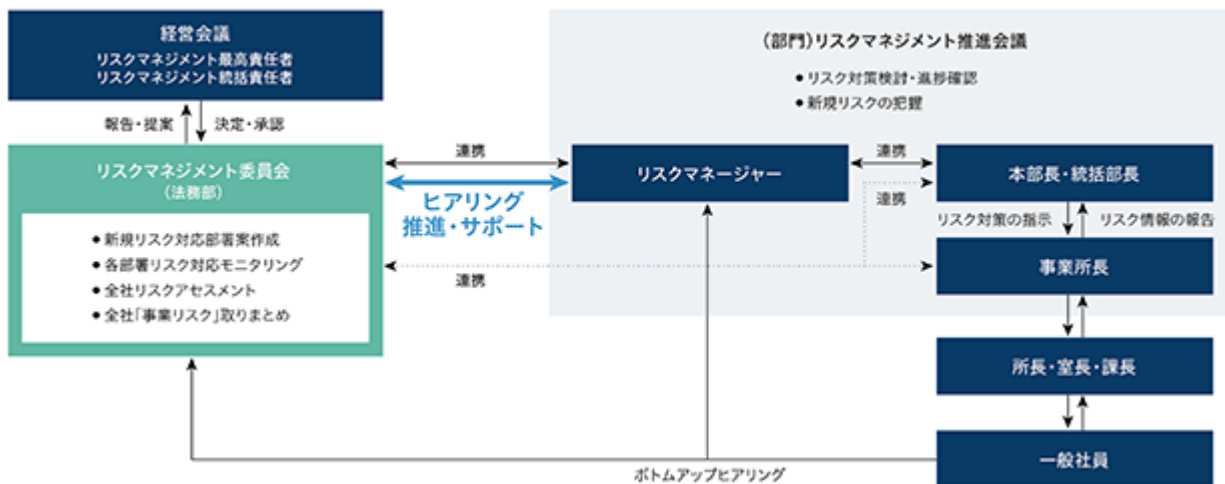 経営会議
リスクマネジメント最高責任者
リスクマネジメント統括責任者
報告・提案
決定・承認
リスクマネジメント委員会
(法務部)
● 新規リスク対応部署案作成
● 各部署リスク対応モニタリング
● 全社リスクアセスメント
● 全社「事業リスク」取りまとめ
連携
ヒアリング
推進・サポート
連携
(部門)リスクマネジメント推進会議
● リスク対策検討・進捗確認
● 新規リスクの把握
リスクマネージャー
連携
連携
本部長・統括部長
リスク対策の指示
リスク情報の報告
事業所長
所長・室長・課長
一般社員
ボトムアップヒアリング